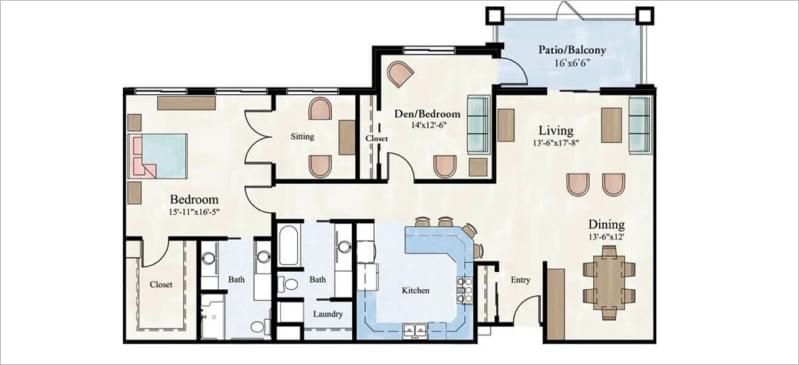 Patio/Balcony
16'x6'6"
Den/Bedroom
14'x12'-6"
Sitting
Closet
Living
13'-6"x17'-8"
Bedroom
15'-11"x16'-5"
Dining
13'-6"x12'
Closet
Bath
Bath
Kitchen
Entry
Laundry